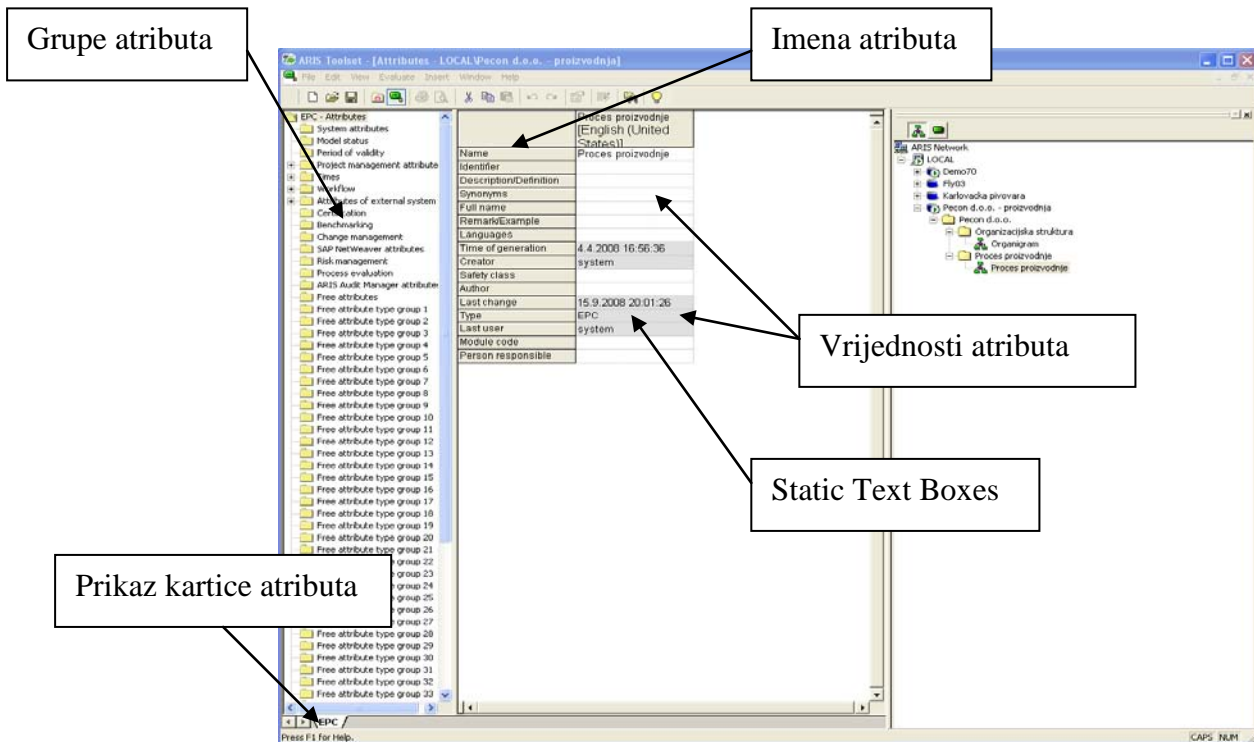 Grupe atributa
Imena atributa
ARIS Toolset - [Attributes - LOCAL\Pecon d.o.o. - proizvodnja]
File Edit View Evaluate Insert Window Help
EPC - Attributes
System attributes
Model status
Period of validity
Project management attribute
Times
Workflow
Attributes of external system
Certification
Benchmarking
Change management
SAP NetWeaver attributes
Risk management
Process evaluation
ARIS Audit Manager attributes
Free attributes
Free attribute type group 1
Free attribute type group 2
Free attribute type group 3
Free attribute type group 4
Free attribute type group 5
Free attribute type group 6
Free attribute type group 7
Free attribute type group 8
Free attribute type group 9
Free attribute type group 10
Free attribute type group 11
Free attribute type group 12
Free attribute type group 13
Free attribute type group 14
Free attribute type group 15
Free attribute type group 16
Free attribute type group 17
Free attribute type group 18
Free attribute type group 19
Free attribute type group 20
Free attribute type group 21
type group 22
group 23
group 24
group 25
group 26
group 27
Free attribute type group 28
Free attribute type group 29
Free attribute type group 30
Free attribute type group 31
Free attribute type group 32
Free attribute type group 33
EPC
Press F1 for Help.
Proces proizvodnje
[English (United
States)]
Name Proces proizvodnje
Identifier
Description/Definition
Synonyms
Full name
Remark/Example
Languages
Time of generation 4.4.2008 16:56:36
Creator system
Safety class
Author
Last change 15.9.2008 20:01:26
Type EPC
Last user system
Module code
Person responsible
ARIS Network
LOCAL
Demo70
Fly03
Karlovacka pivovara
Pecon d.o.o. - proizvodnja
Pecon d.o.o.
Organizacijska struktura
Organigram
Proces proizvodnje
Proces proizvodnje
Vrijednosti atributa
Static Text Boxes
Prikaz kartice atributa
CAPS NUM